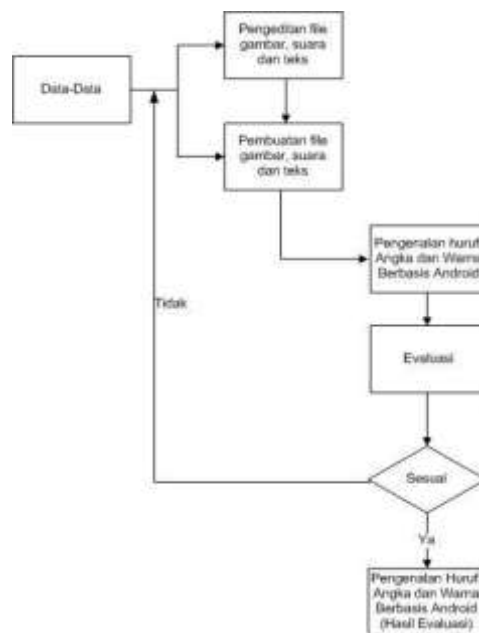 Pengeditan file
gambar, suara
dan teks
Data-Data
Pembuatan file
gambar, suara
dan teks
Pengenalan huruf
Angka dan Warna
Berbasis Android
Tidak
Evaluasi
Sesuai
Ya
Pengenalan Huruf
Angka dan Warna
Berbasis Android
(Hasil Evaluasi)